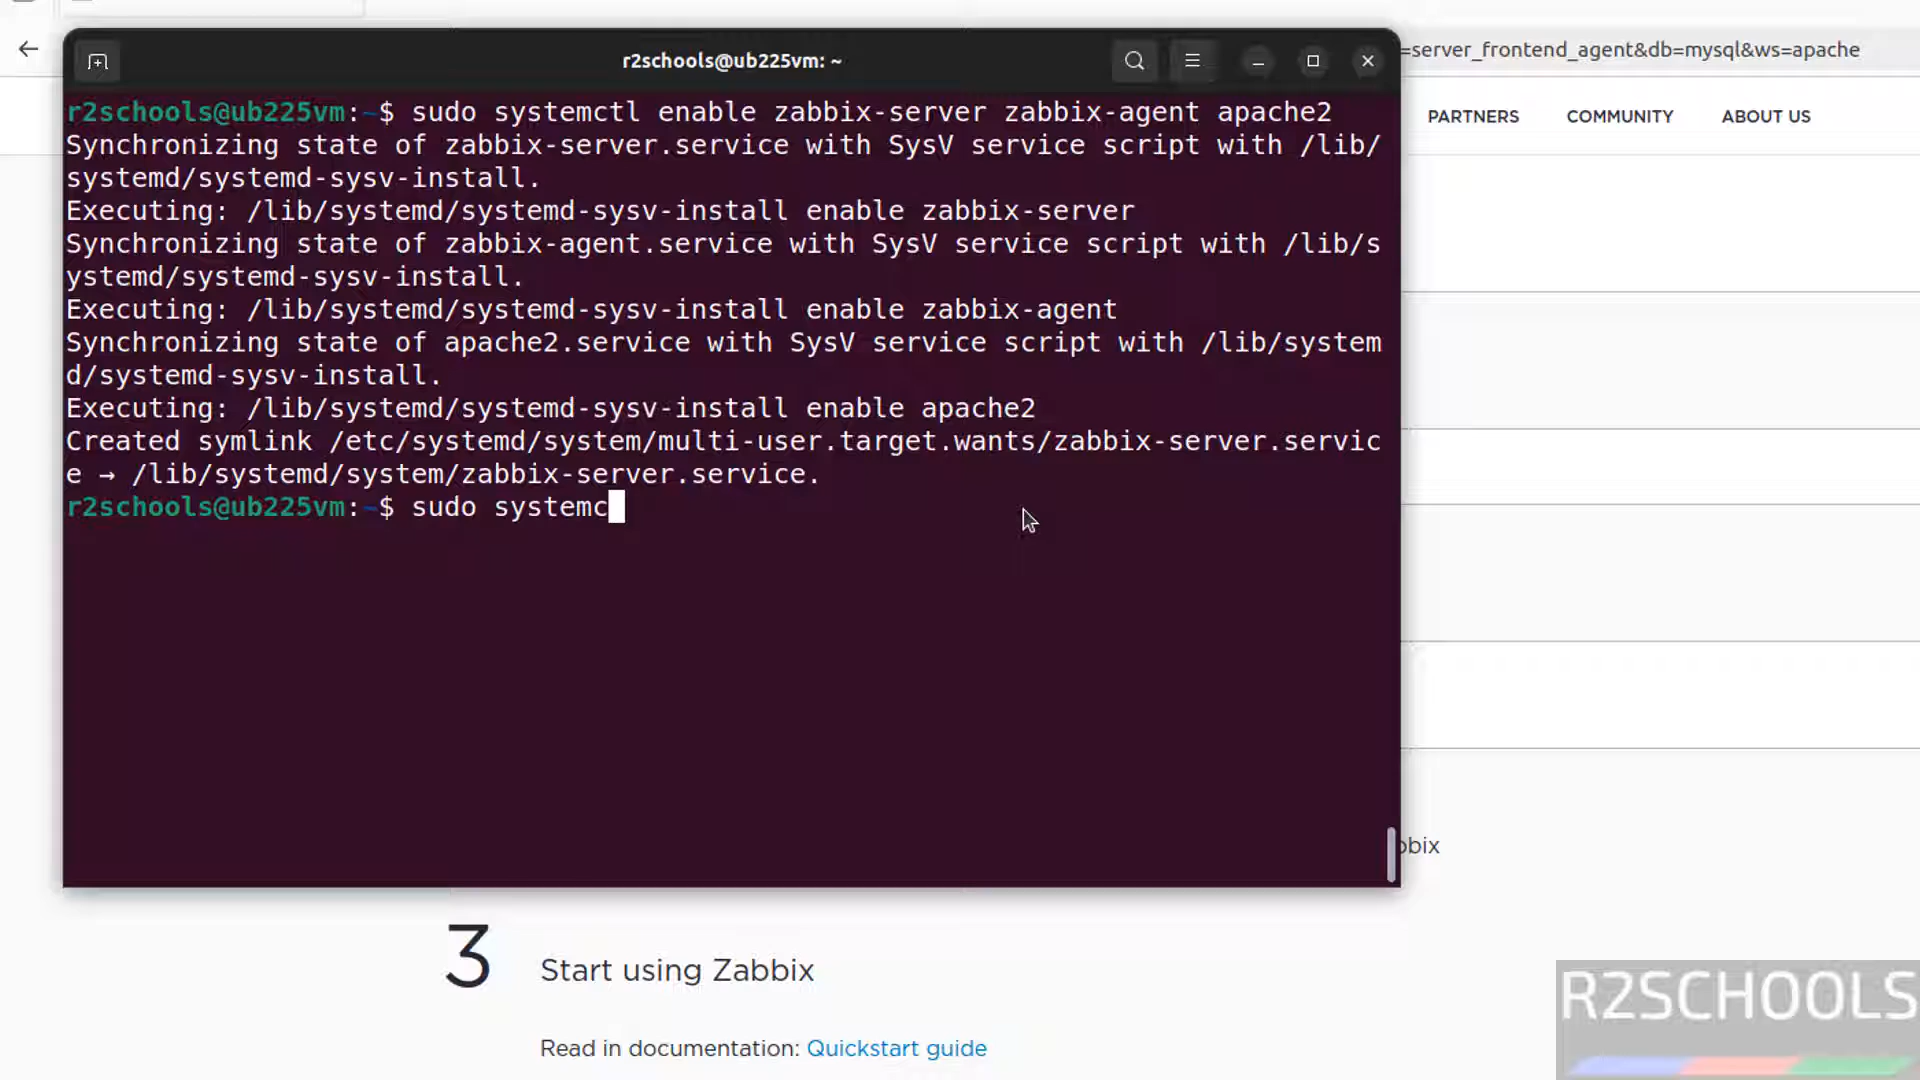 r2schools@ub225vm: ~
=server_frontend_agent&db=mysql&ws=apache
PARTNERS COMMUNITY ABOUT US
r2schools@ub225vm:~$ sudo systemctl enable zabbix-server zabbix-agent apache2
Synchronizing state of zabbix-server.service with SysV service script with /lib/
systemd/systemd-sysv-install.
Executing: /lib/systemd/systemd-sysv-install enable zabbix-server
Synchronizing state of zabbix-agent.service with SysV service script with /lib/s
ystemd/systemd-sysv-install.
Executing: /lib/systemd/systemd-sysv-install enable zabbix-agent
Synchronizing state of apache2.service with SysV service script with /lib/system
d/systemd-sysv-install.
Executing: /lib/systemd/systemd-sysv-install enable apache2
Created symlink /etc/systemd/system/multi-user.target.wants/zabbix-server.servic
e → /lib/systemd/system/zabbix-server.service.
r2schools@ub225vm:~$ sudo systemc
bbix
3 Start using Zabbix
Read in documentation: Quickstart guide
R2SCHOOLS